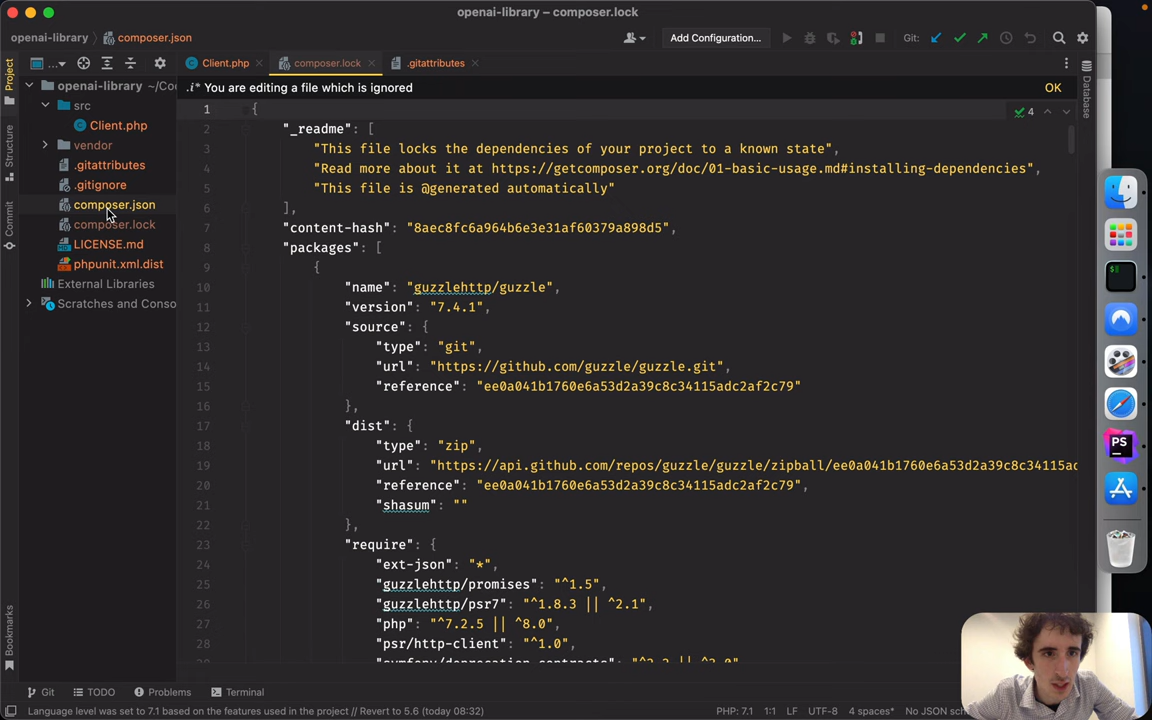 openai-library – composer.lock
openai-library
composer.json
Add Configuration...
Git:
Project
...
Client.php
composer.lock
.gitattributes
openai-library ~/Co
src
Client.php
vendor
.gitattributes
.gitignore
composer.json
composer.lock
LICENSE.md
phpunit.xml.dist
External Libraries
Scratches and Conso
Structure
Commit
Bookmarks
Database
.i* You are editing a file which is ignored
OK
4
1 {
2 "_readme": [
3 "This file locks the dependencies of your project to a known state",
4 "Read more about it at https://getcomposer.org/doc/01-basic-usage.md#installing-dependencies",
5 "This file is @generated automatically"
6 ],
7 "content-hash": "8aec8fc6a964b6e3e31af60379a898d5",
8 "packages": [
9 {
10 "name": "guzzlehttp/guzzle",
11 "version": "7.4.1",
12 "source": {
13 "type": "git",
14 "url": "https://github.com/guzzle/guzzle.git",
15 "reference": "ee0a041b1760e6a53d2a39c8c34115adc2af2c79"
16 },
17 "dist": {
18 "type": "zip",
19 "url": "https://api.github.com/repos/guzzle/guzzle/zipball/ee0a041b1760e6a53d2a39c8c34115ad
20 "reference": "ee0a041b1760e6a53d2a39c8c34115adc2af2c79",
21 "shasum": ""
22 },
23 "require": {
24 "ext-json": "*",
25 "guzzlehttp/promises": "^1.5",
26 "guzzlehttp/psr7": "^1.8.3 || ^2.1",
27 "php": "^7.2.5 || ^8.0",
28 "psr/http-client": "^1.0",
PS
Git
TODO
Problems
Terminal
Language level was set to 7.1 based on the features used in the project // Revert to 5.6 (today 08:32)
PHP: 7.1
1:1
LF
UTF-8
4 spaces*
No JSON